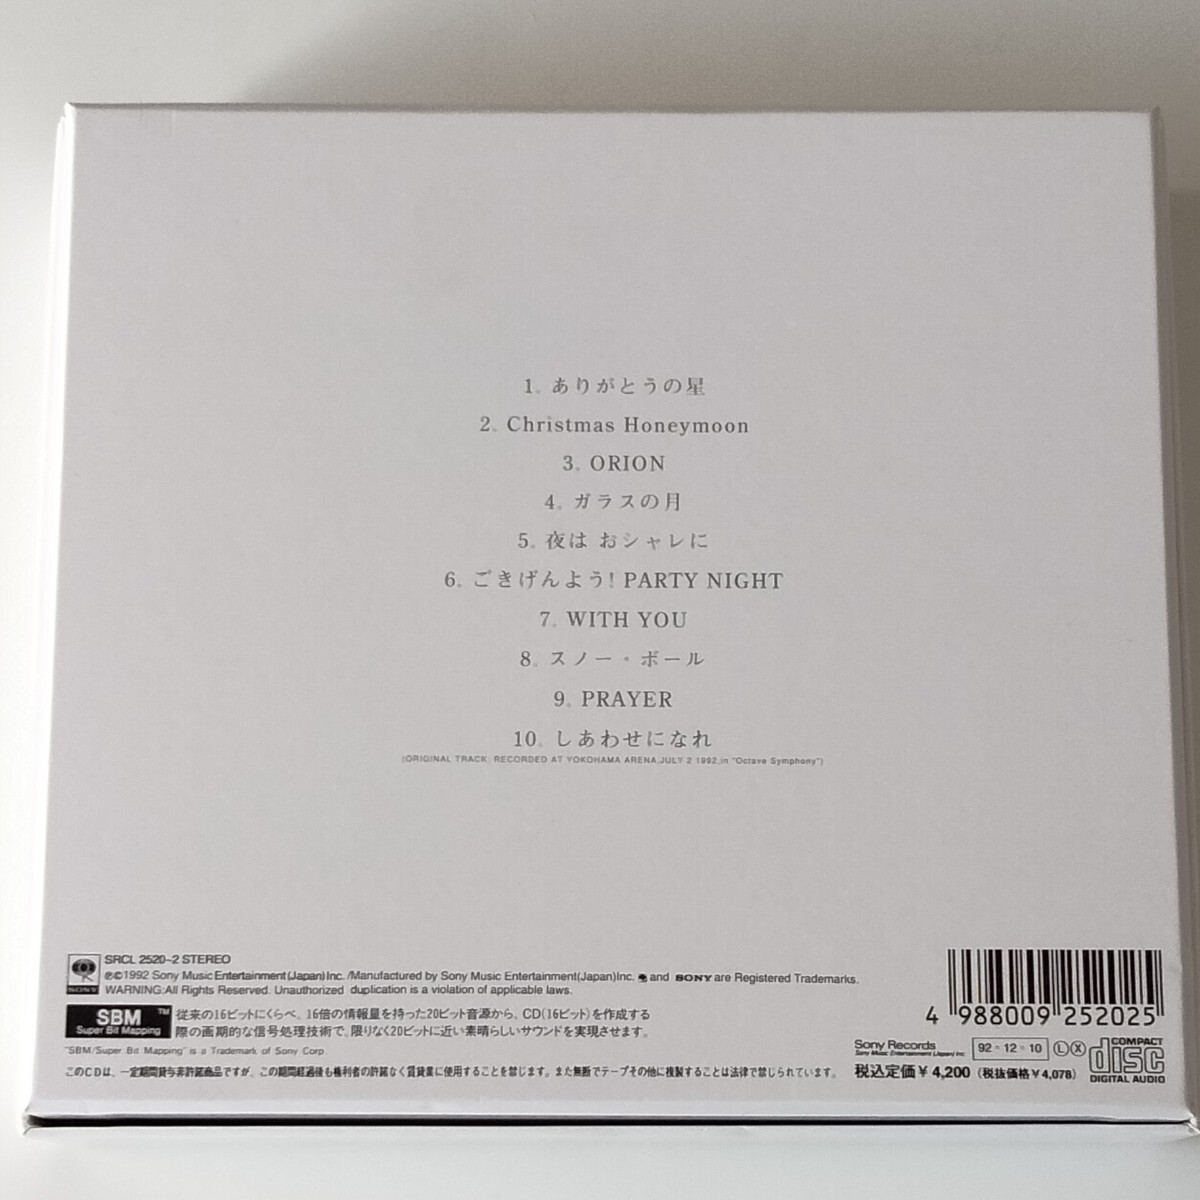 1. ありがとうの星
2. Christmas Honeymoon
3. ORION
4. ガラスの月
5. 夜は おシャレに
6. ごきげんよう! PARTY NIGHT
7. WITH YOU
8. スノー・ボール
9. PRAYER
10. しあわせになれ
(ORIGINAL TRACK RECORDED AT YOKOHAMA ARENA,JULY 2 1992,in "Octave Symphony")
SONY
SRCL 2520~2 STEREO
℗©1992 Sony Music Entertainment(Japan)Inc. /Manufactured by Sony Music Entertainment(Japan)Inc. and SONY are Registered Trademarks.
WARNING:All Rights Reserved. Unauthorized duplication is a violation of applicable laws.
SBM™
Super Bit Mapping
従来の16ビットにくらべ、16倍の情報量を持った20ビット音源から、CD(16ビット)を作成する
際の画期的な信号処理技術で、限りなく20ビットに近い素晴らしいサウンドを実現させます。
"SBM/Super Bit Mapping" is a Trademark of Sony Corp.
このCDは、一定期間貸与非許諾商品ですが、この期間経過後も権利者の許諾なく賃貸業に使用することを禁じます。また無断でテープその他に複製することは法律で禁じられています。
4 988009 252025
Sony Records
Sony Music Entertainment (Japan) Inc.
92・12・10
Ⓛ Ⓧ
COMPACT
disc
DIGITAL AUDIO
税込定価¥4,200 (税抜価格¥4,078)